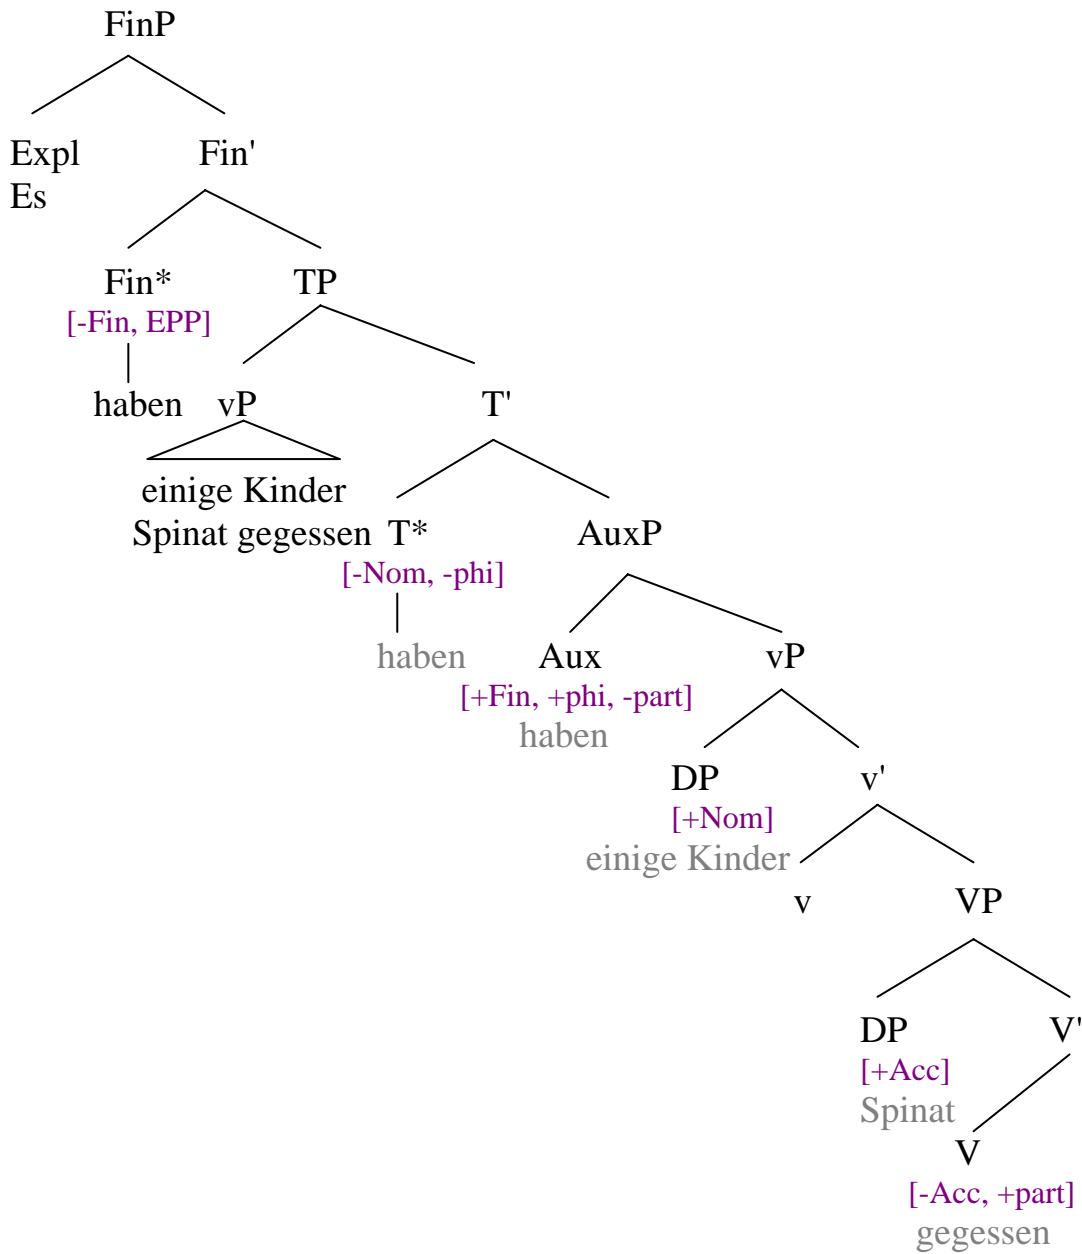 FinP
Expl Fin'
Es
Fin* TP
[-Fin, EPP]
haben vP T'
einige Kinder
Spinat gegessen T* AuxP
[-Nom, -phi]
haben Aux vP
[+Fin, +phi, -part]
haben
DP v'
[+Nom]
einige Kinder
v VP
DP V'
[+Acc]
Spinat
V
[-Acc, +part]
gegessen